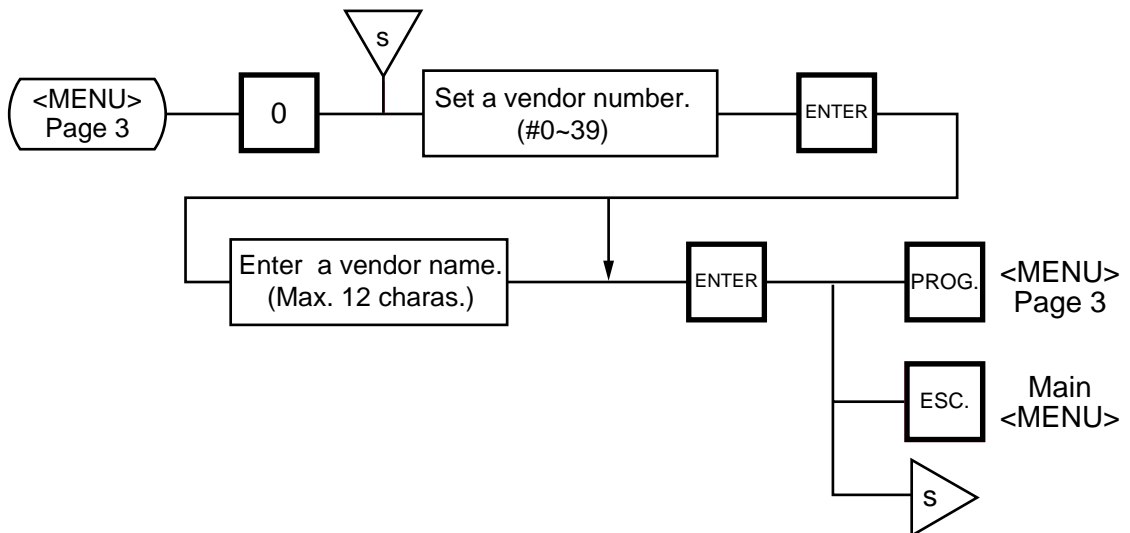 s
<MENU>
Page 3
0
Set a vendor number.
(#0~39)
ENTER
Enter a vendor name.
(Max. 12 charas.)
ENTER
PROG.
<MENU>
Page 3
ESC.
Main
<MENU>
s